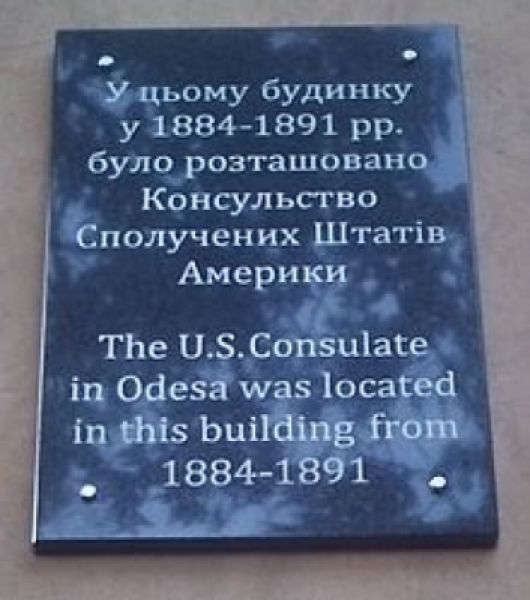 У цьому будинку
у 1884-1891 рр.
було розташовано
Консульство
Сполучених Штатів
Америки
The U.S. Consulate
in Odesa was located
in this building from
1884-1891